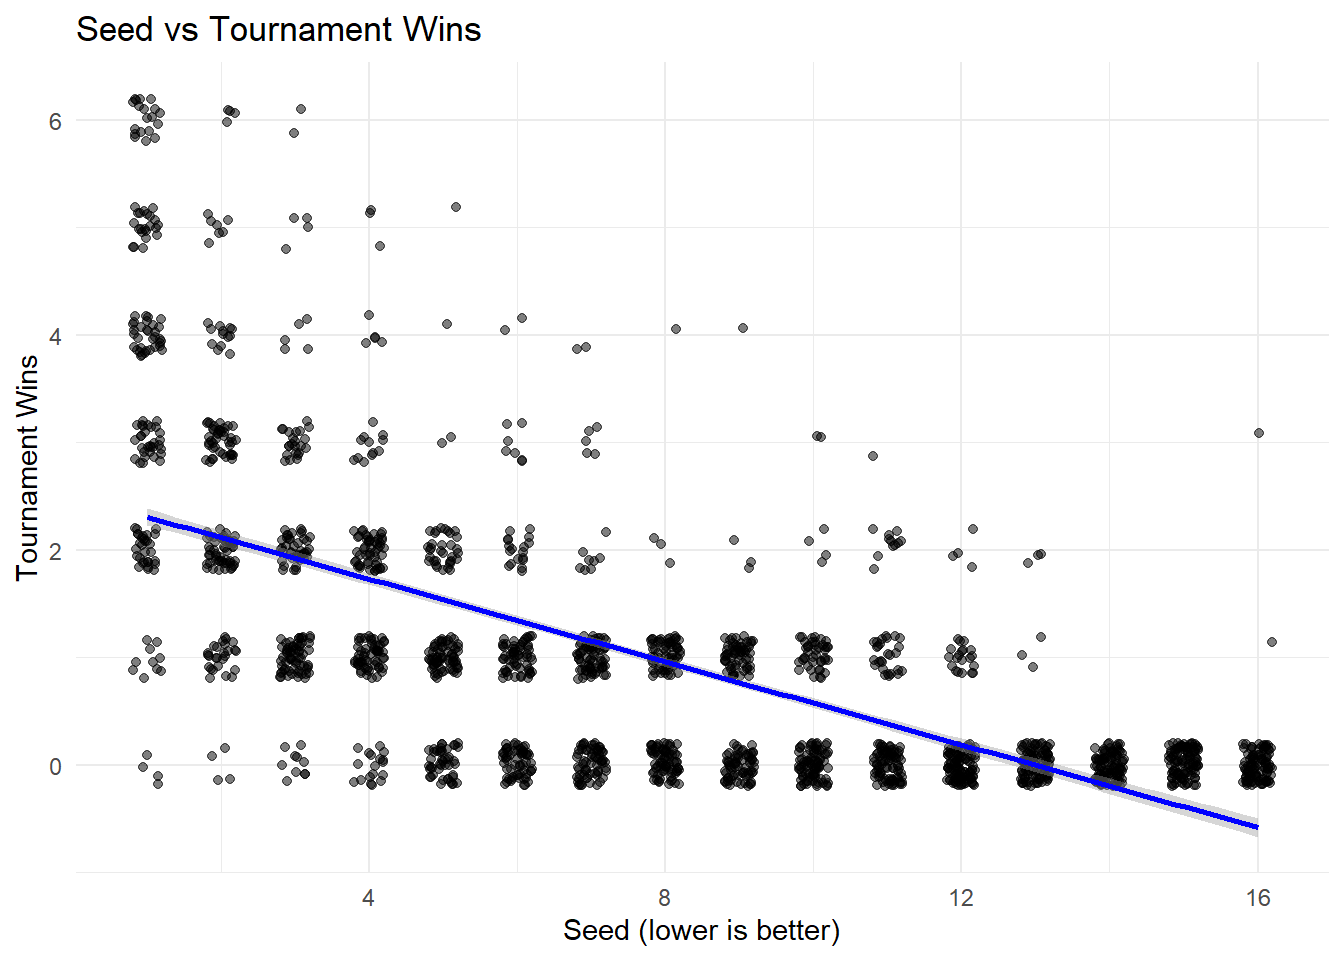 Seed vs Tournament Wins
6
4
2
0
Tournament Wins
4 8 12 16
Seed (lower is better)